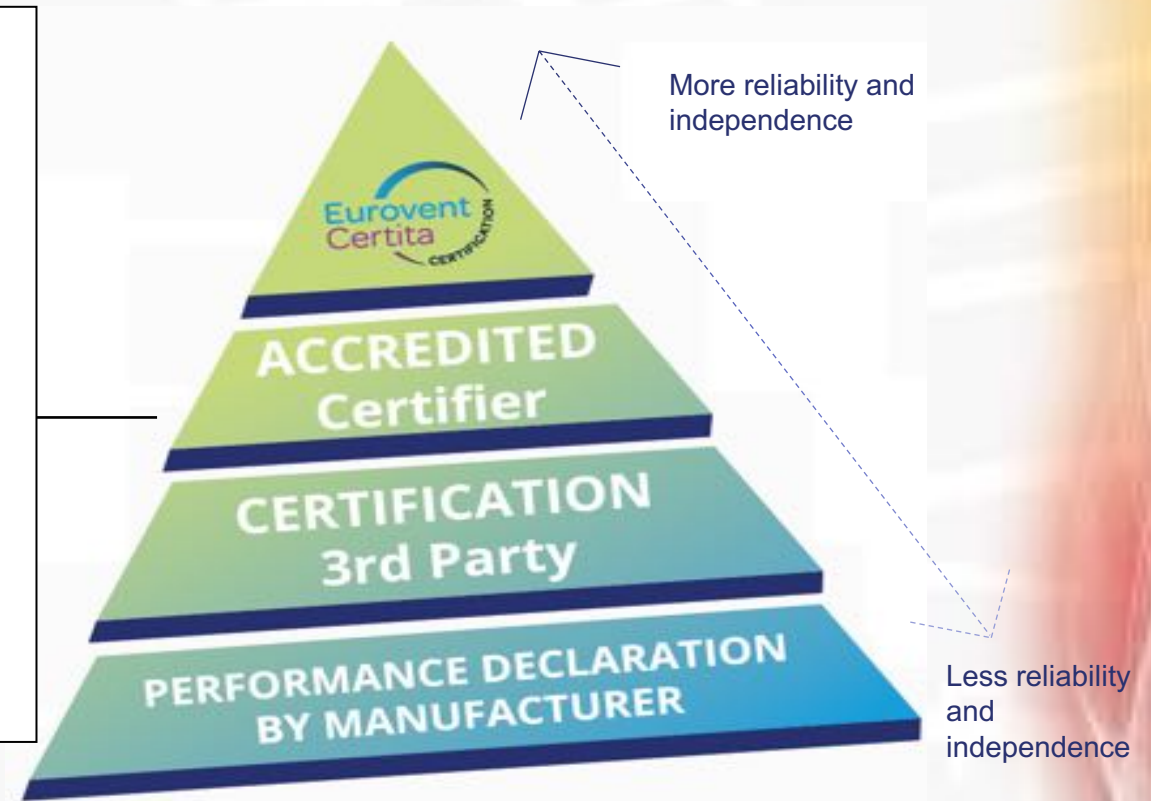 More reliability and
independence
Eurovent
Certita
CERTIFICATION
ACCREDITED
Certifier
CERTIFICATION
3rd Party
PERFORMANCE DECLARATION
BY MANUFACTURER
Less reliability
and
independence